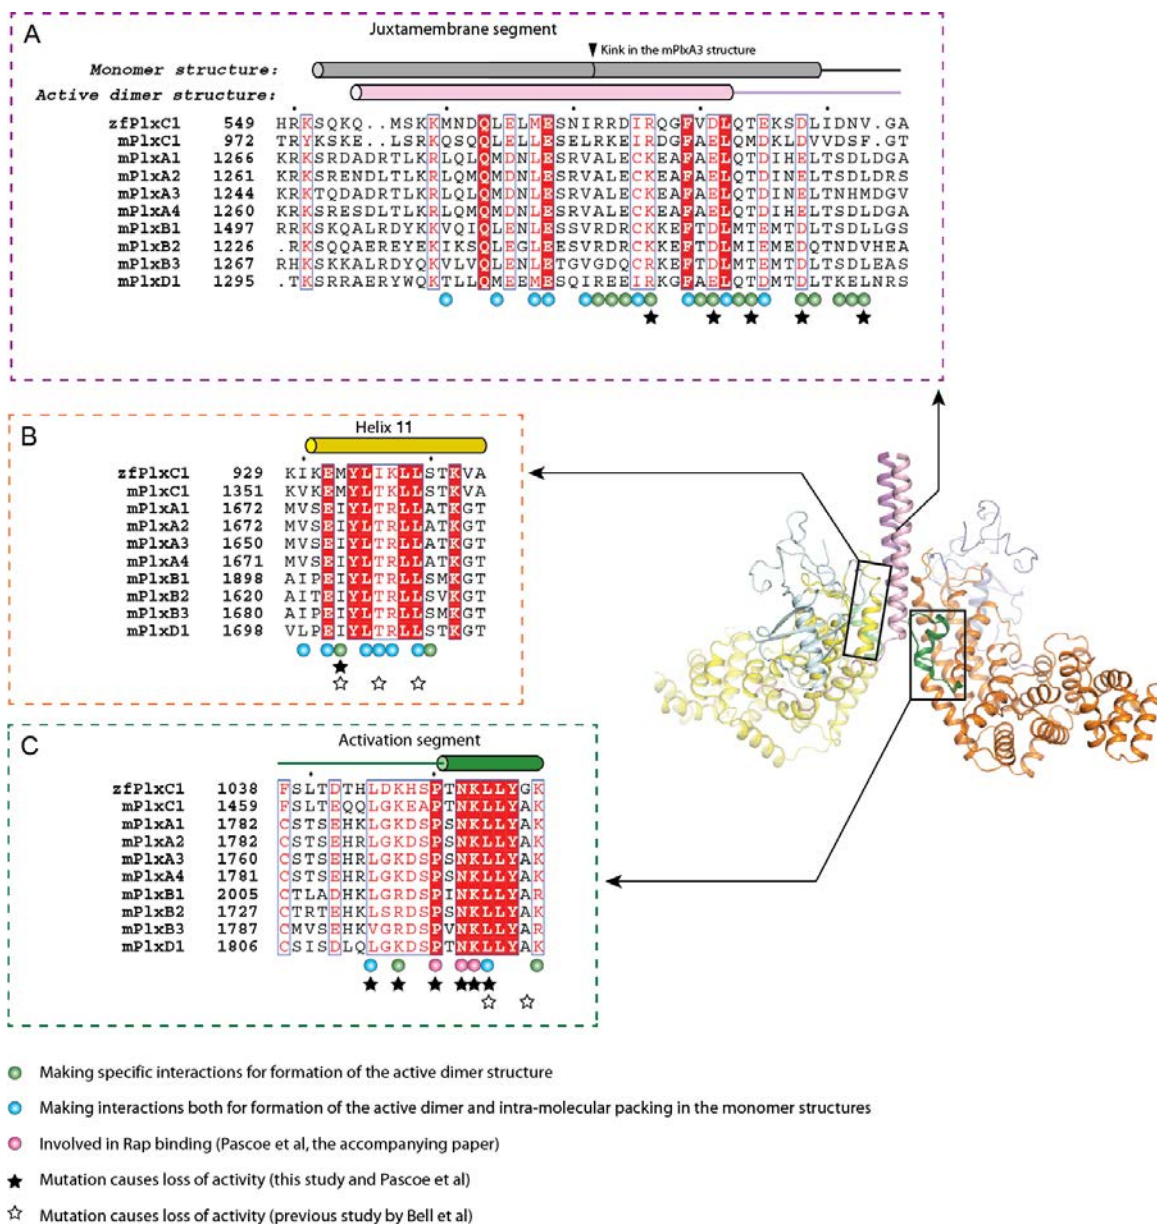 A
Juxtamembrane segment
Kink in the mPlxA3 structure
Monomer structure:
Active dimer structure:
zfPlxC1 549 HRKSQKQ..MSKKMNDQLELMESNIRRDIRQGFVDLQTEKSDLIDNV.GA
mPlxC1 972 TRYKSKE..LSRKQSQQLELLESELRKEIRDGFAELQMDKLDVVDSF.GT
mPlxA1 1266 KRKSRDADRTLKRLQLQMDNLESRVALECKEAFAELQTDIHELTSDLDGA
mPlxA2 1261 KRKSRENDLTLKRLQMQMDNLESRVALECKEAFAELQTDINELTSDLDRS
mPlxA3 1244 KRKTQDADRTLKRLQLQMDNLESRVALECKEAFAELQTDINELTNHMDGV
mPlxA4 1260 KRKSRESDLTLKRLQMQMDNLESRVALECKEAFAELQTDIHELTSDLDGA
mPlxB1 1497 RRKSKQALRDYKKVQIQLENLESSVRDRCKKEFTDLMTEMTDLTSDLLGS
mPlxB2 1226 .RKSQQAEREYEKIKSQLEGLEESVRDRCKKEFTDLMIEMEDQTNDVHEA
mPlxB3 1267 RHKSKKALRDYQKVLVQLENLETGVGDQCRKEFTDLMTEMTDLTSDLEAS
mPlxD1 1295 .TKSRRAERYWQKTLLQMEEMESQIREEIRKGFAELQTDMTDLTKELNRS
B
Helix 11
zfPlxC1 929 KIKEMYLIKLLSTKVA
mPlxC1 1351 KVKEMYLTKLLSTKVA
mPlxA1 1672 MVSEIYLTRLLATKGT
mPlxA2 1672 MVSEIYLTRLLATKGT
mPlxA3 1650 MVSEIYLTRLLATKGT
mPlxA4 1671 MVSEIYLTRLLATKGT
mPlxB1 1898 AIPEIYLTRLLSMKGT
mPlxB2 1620 AITEIYLTRLLSVKGT
mPlxB3 1680 AIPEIYLTRLLSMKGT
mPlxD1 1698 VLPEIYLTRLLSTKGT
C
Activation segment
zfPlxC1 1038 FSLTDTHLDKHSPTNKLLYGK
mPlxC1 1459 FSLTEQQLGKEAPTNKLLYAK
mPlxA1 1782 CSTSEHKLGKDSPSNKLLYAK
mPlxA2 1782 CSTSEHRLGKDSPSNKLLYAK
mPlxA3 1760 CSTSEHRLGKDSPSNKLLYAK
mPlxA4 1781 CSTSEHRLGKDSPSNKLLYAK
mPlxB1 2005 CTLADHKLGRDSPINKLLYAR
mPlxB2 1727 CTRTEHKLSRDSPSNKLLYAK
mPlxB3 1787 CMVSEHKVGRDSPVNKLLYAR
mPlxD1 1806 CSISDLQLGKDSPTNKLLYAK
Making specific interactions for formation of the active dimer structure
Making interactions both for formation of the active dimer and intra-molecular packing in the monomer structures
Involved in Rap binding (Pascoe et al, the accompanying paper)
Mutation causes loss of activity (this study and Pascoe et al)
Mutation causes loss of activity (previous study by Bell et al)